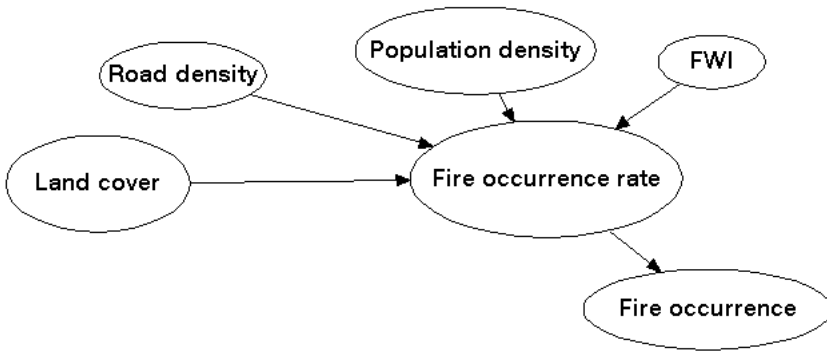 Population density
FWI
Road density
Land cover
Fire occurrence rate
Fire occurrence